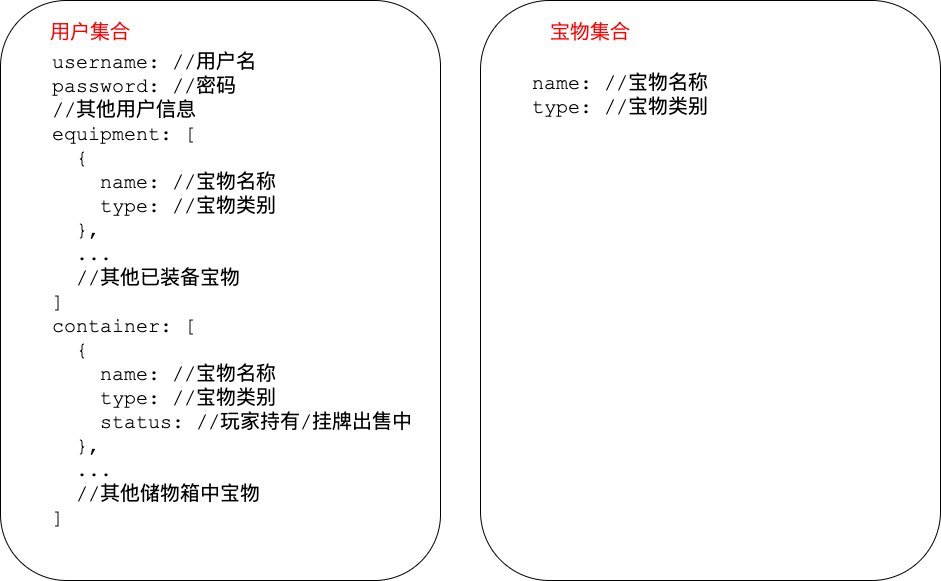 用户集合
username: //用户名
password: //密码
//其他用户信息
equipment: [
  {
    name: //宝物名称
    type: //宝物类别
  },
  ...
  //其他已装备宝物
]
container: [
  {
    name: //宝物名称
    type: //宝物类别
    status: //玩家持有/挂牌出售中
  },
  ...
  //其他储物箱中宝物
]
宝物集合
name: //宝物名称
type: //宝物类别